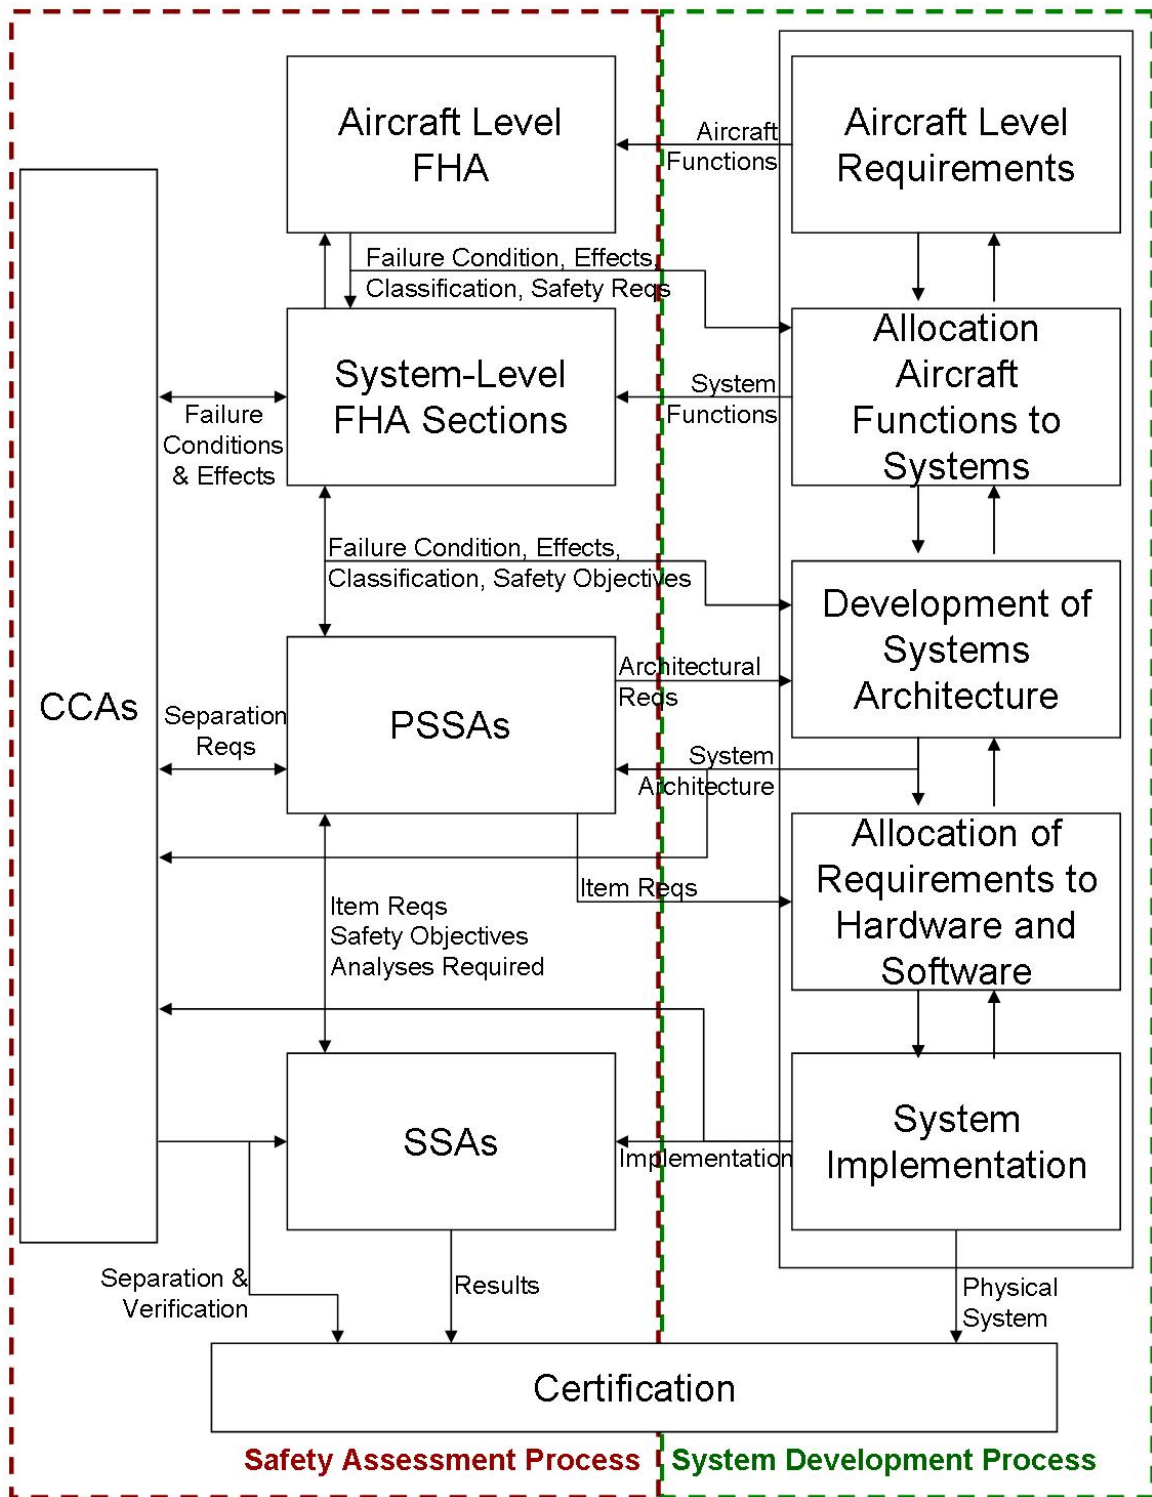 Aircraft Level
FHA
Aircraft
Functions
Aircraft Level
Requirements
Failure Condition, Effects,
Classification, Safety Reqs
System-Level
FHA Sections
System
Functions
Allocation
Aircraft
Functions to
Systems
Failure
Conditions
& Effects
Failure Condition, Effects,
Classification, Safety Objectives
Development of
Systems
Architecture
CCAs
Separation
Reqs
PSSAs
Architectural
Reqs
System
Architecture
Item Reqs
Allocation of
Requirements to
Hardware and
Software
Item Reqs
Safety Objectives
Analyses Required
SSAs
Implementation
System
Implementation
Separation &
Verification
Results
Physical
System
Certification
Safety Assessment Process
System Development Process